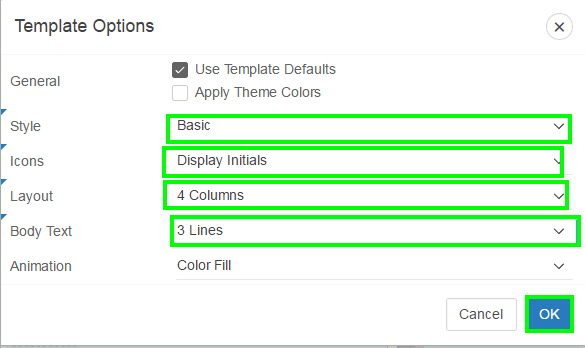 Template Options
General
Use Template Defaults
Apply Theme Colors
Style Basic
Icons Display Initials
Layout 4 Columns
Body Text 3 Lines
Animation Color Fill
Cancel OK